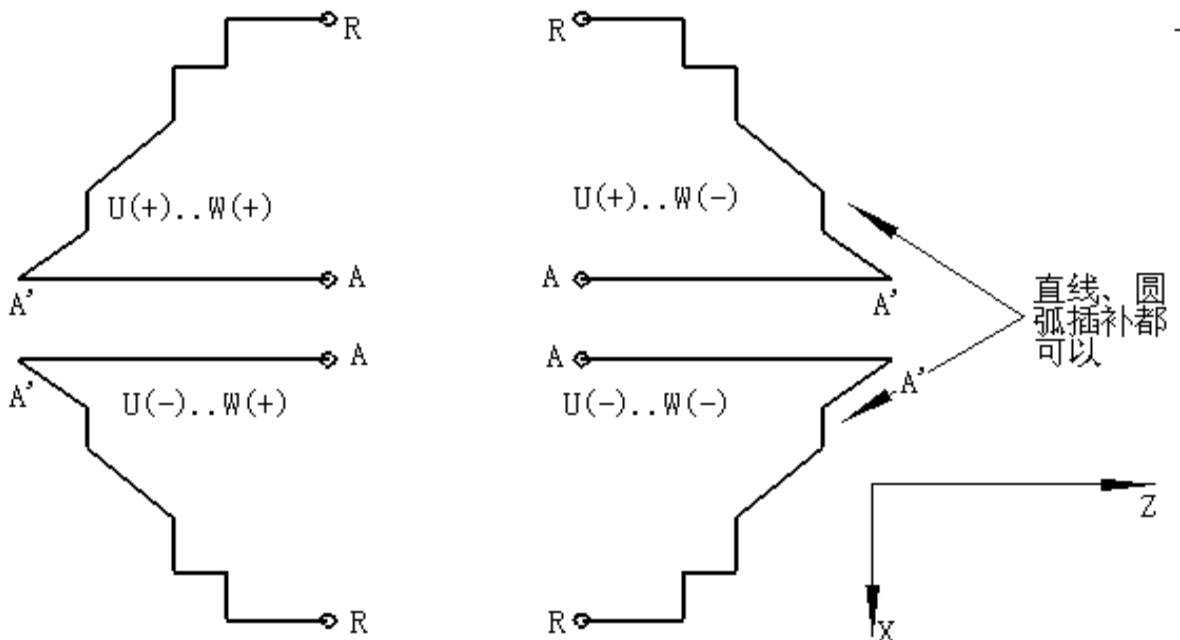 R
R
U(+)..W(+)
U(+)..W(-)
A
A
A'
A'
直线、圆
弧插补都
可以
A
A
A'
A'
U(-)..W(+)
U(-)..W(-)
Z
R
R
X